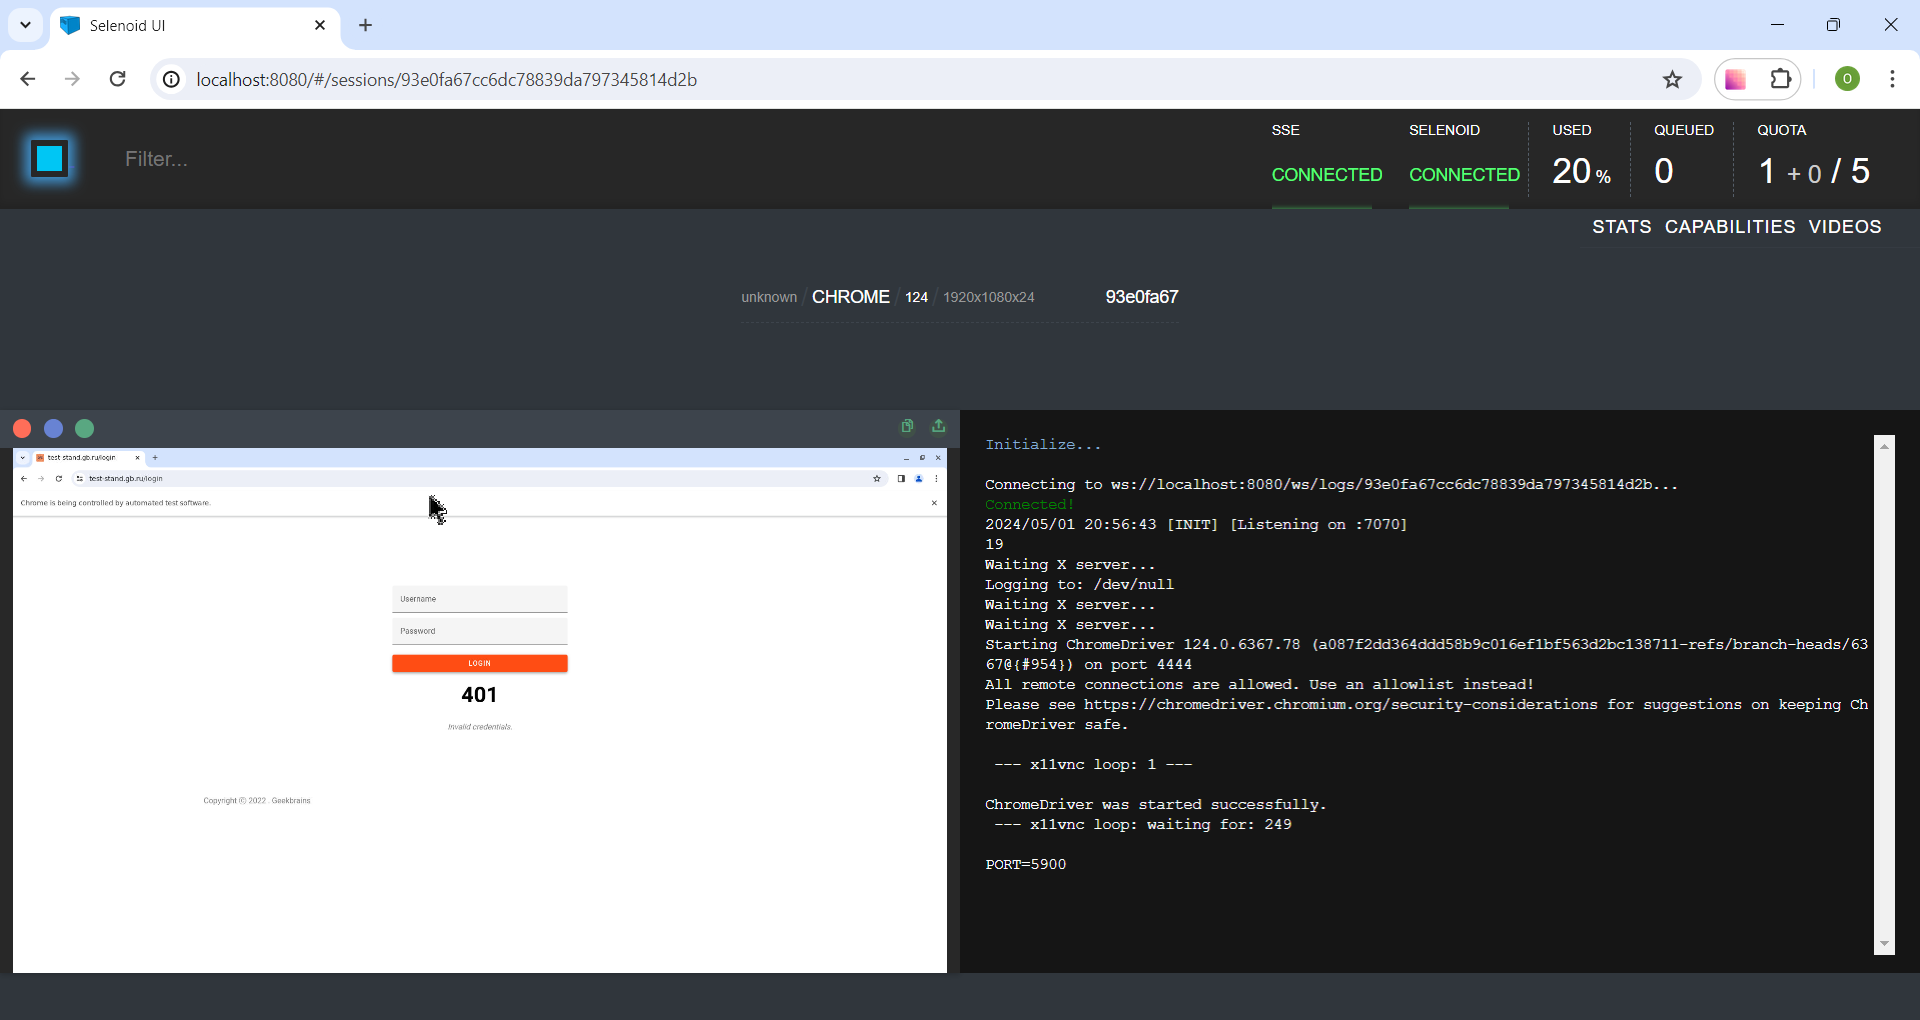 Selenoid UI
localhost:8080/#/sessions/93e0fa67cc6dc78839da797345814d2b
O
Filter...
SSE
CONNECTED
SELENOID
CONNECTED
USED
20 %
QUEUED
0
QUOTA
1 + 0 / 5
STATS CAPABILITIES VIDEOS
unknown / CHROME / 124 / 1920x1080x24 93e0fa67
test-stand.gb.ru/login
test-stand.gb.ru/login
Chrome is being controlled by automated test software.
Username
Password
LOGIN
401
Invalid credentials.
Copyright © 2022 . Geekbrains
Initialize...
Connecting to ws://localhost:8080/ws/logs/93e0fa67cc6dc78839da797345814d2b...
Connected!
2024/05/01 20:56:43 [INIT] [Listening on :7070]
19
Waiting X server...
Logging to: /dev/null
Waiting X server...
Waiting X server...
Starting ChromeDriver 124.0.6367.78 (a087f2dd364ddd58b9c016ef1bf563d2bc138711-refs/branch-heads/63
67@{#954}) on port 4444
All remote connections are allowed. Use an allowlist instead!
Please see https://chromedriver.chromium.org/security-considerations for suggestions on keeping Ch
romeDriver safe.
--- x11vnc loop: 1 ---
ChromeDriver was started successfully.
--- x11vnc loop: waiting for: 249
PORT=5900